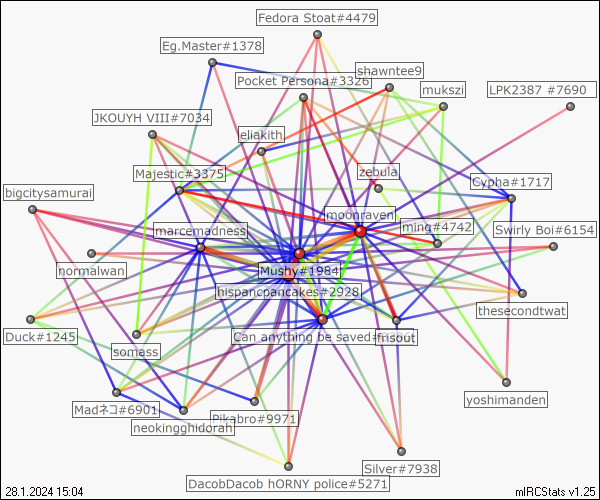 Fedora Stoat#4479
Eg.Master#1378
shawntee9
Pocket Persona#3326
mukszi
LPK2387 #7690
JKOUYH VIII#7034
eliakith
Majestic#3375
zebula
Cypha#1717
bigcitysamurai
moonraven
marcemadness
ming#4742
Swirly Boi#6154
normalwan
Mushy#1984
hispancpancakes#2928
thesecondtwat
Duck#1245
somass
Can anything be saved#
fnsout
yoshimanden
Madネコ#6901
neokingghidorah
Pikabro#9971
Silver#7938
DacobDacob hORNY police#5271
28.1.2024 15:04
mIRCStats v1.25